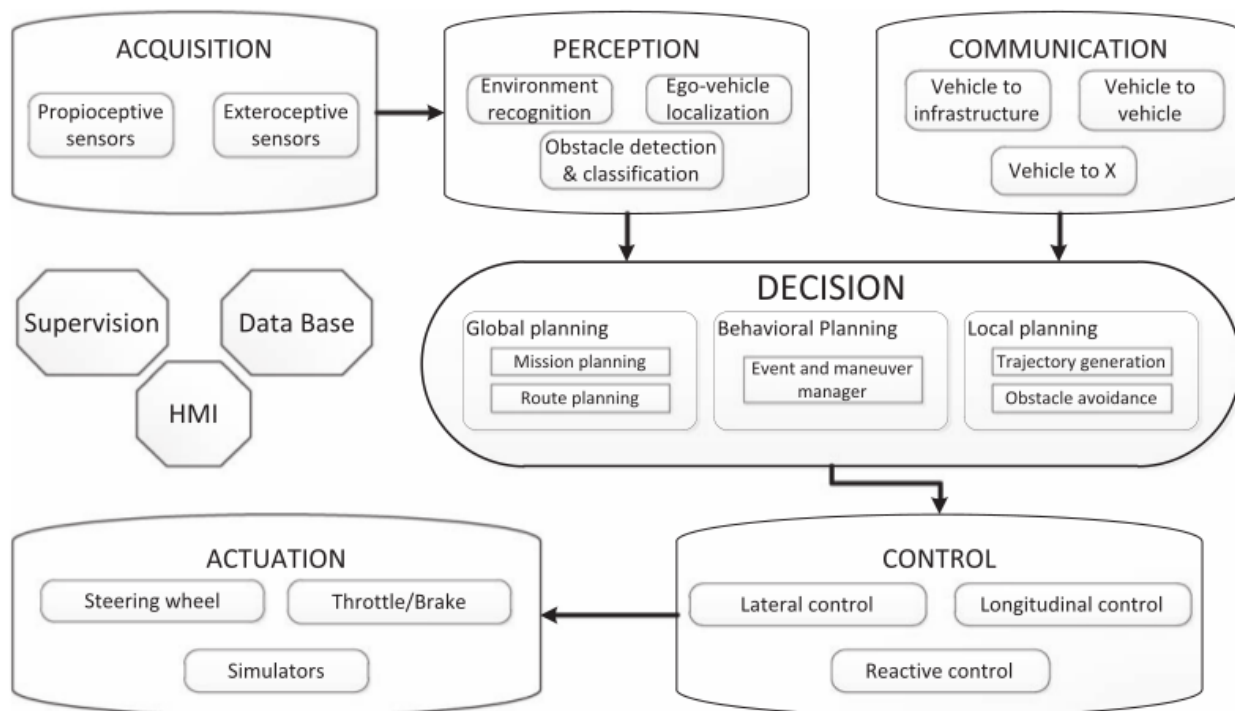 ACQUISITION
Propioceptive
sensors
Exteroceptive
sensors
PERCEPTION
Environment
recognition
Ego-vehicle
localization
Obstacle detection
& classification
COMMUNICATION
Vehicle to
infrastructure
Vehicle to
vehicle
Vehicle to X
Supervision
Data Base
HMI
DECISION
Global planning
Mission planning
Route planning
Behavioral Planning
Event and maneuver
manager
Local planning
Trajectory generation
Obstacle avoidance
ACTUATION
Steering wheel
Throttle/Brake
Simulators
CONTROL
Lateral control
Longitudinal control
Reactive control